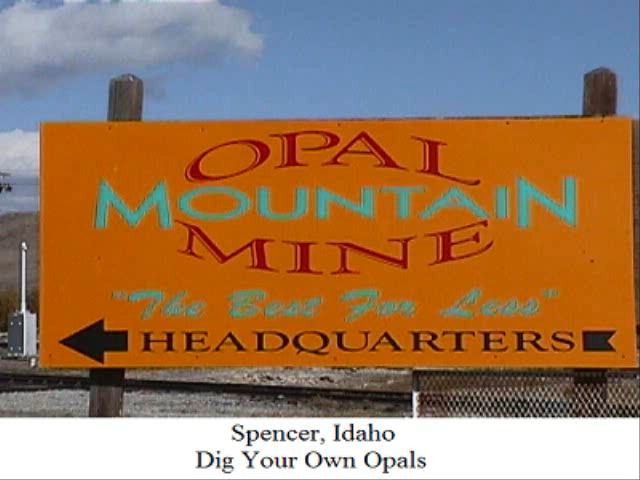 OPAL
MOUNTAIN
MINE
"The Best For Less"
HEADQUARTERS
Spencer, Idaho
Dig Your Own Opals